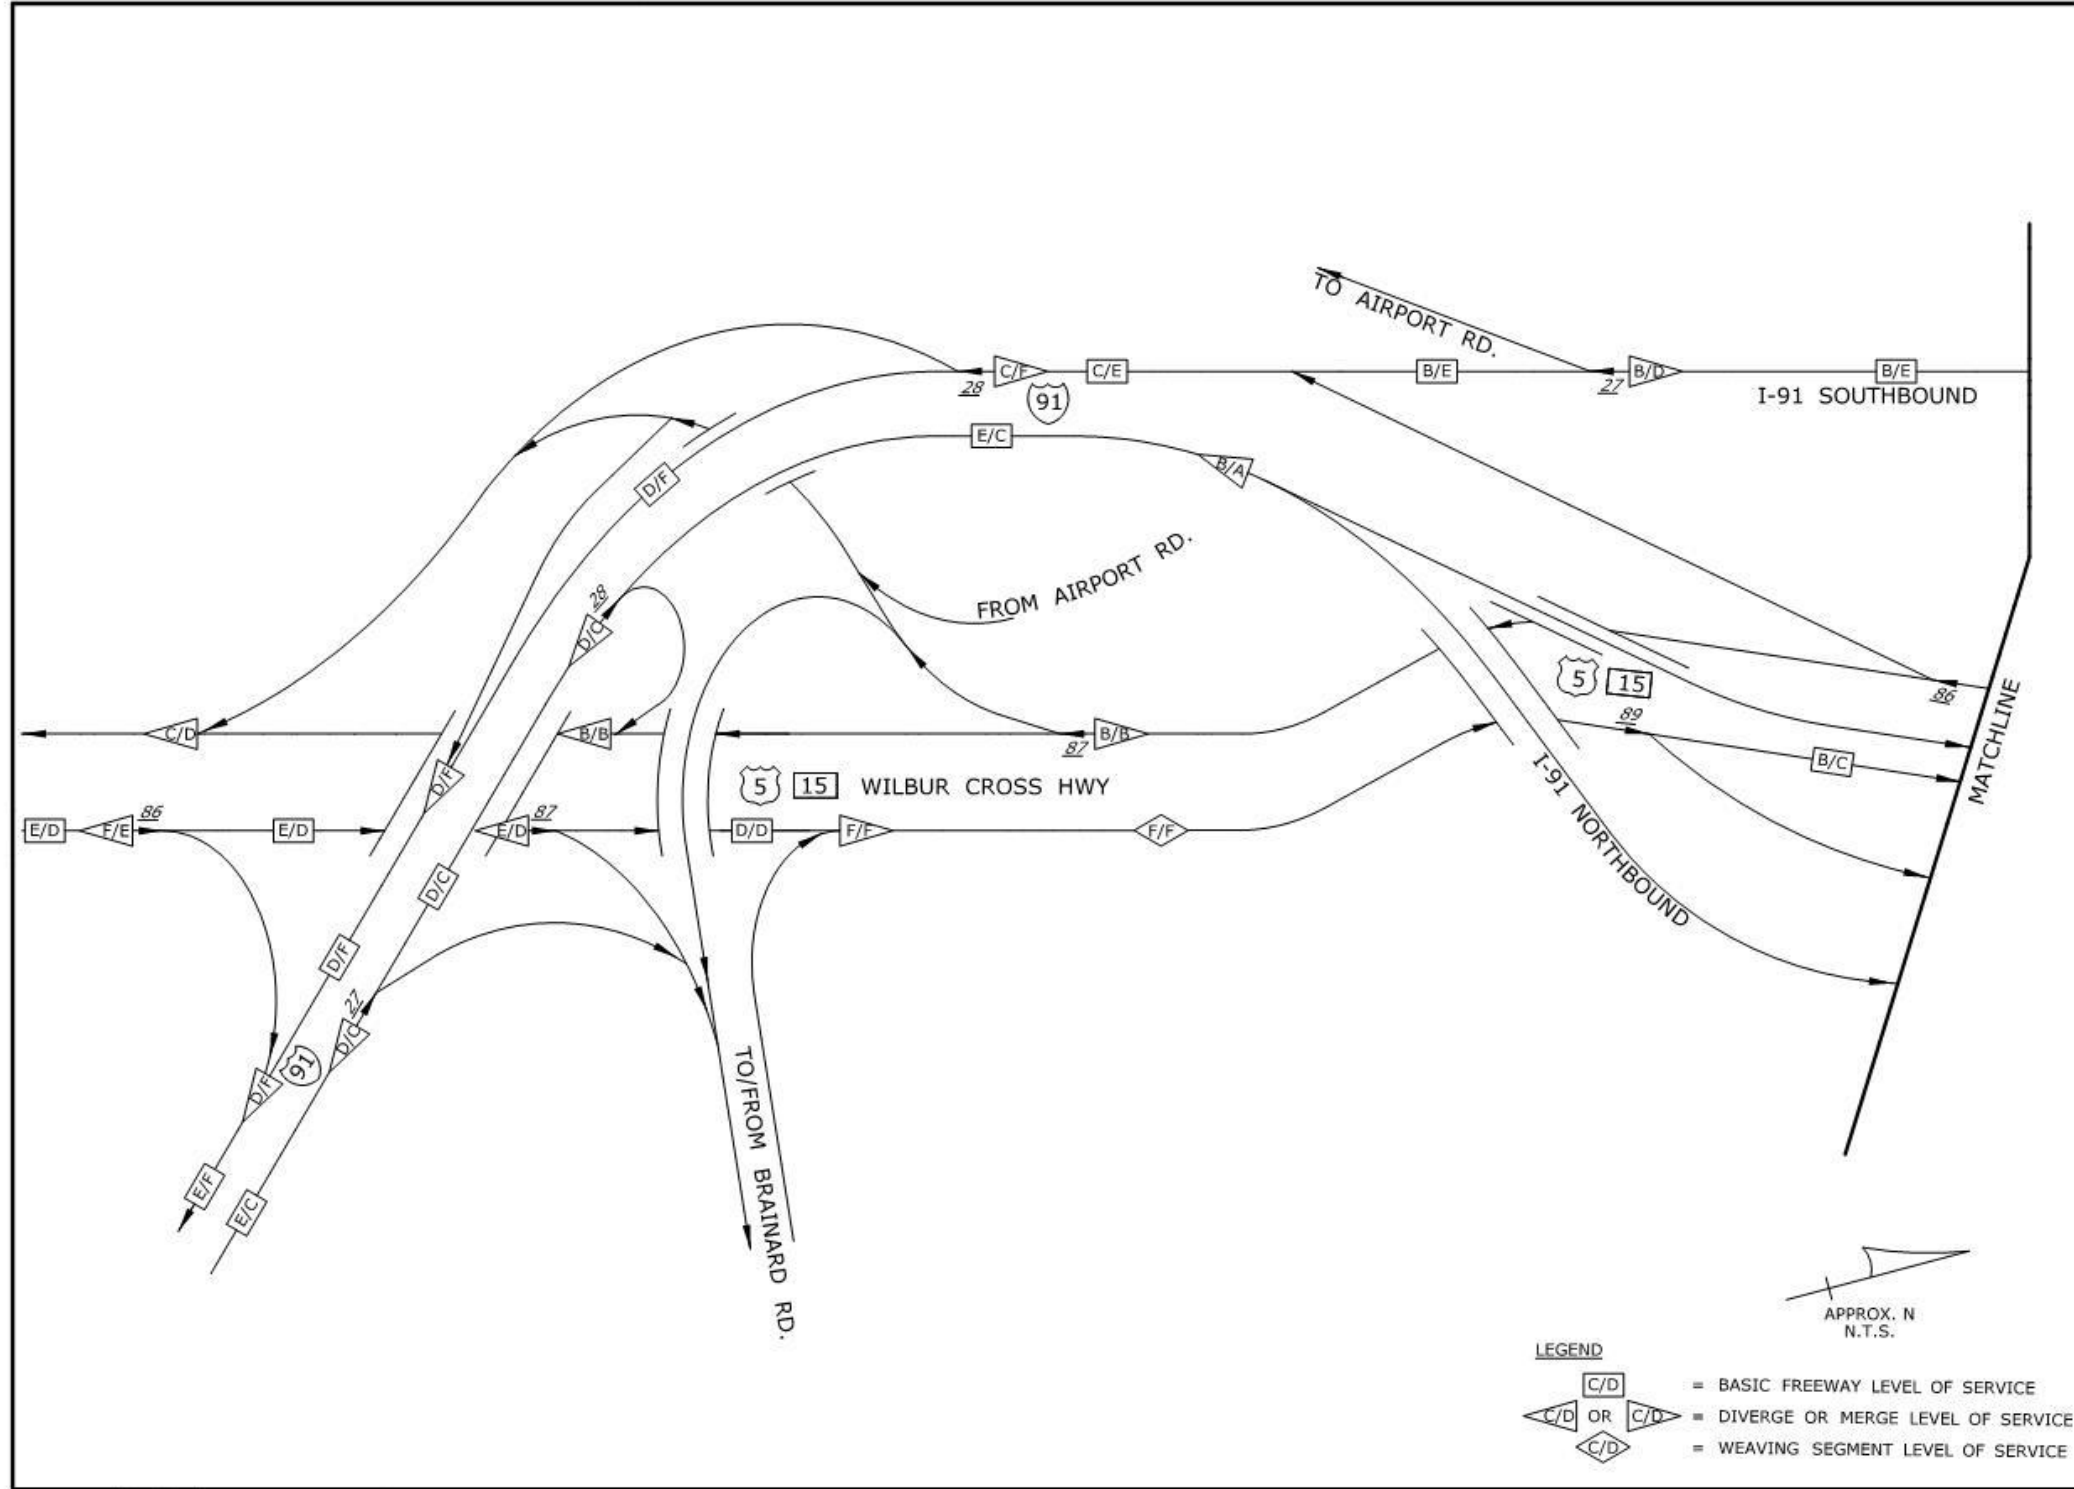 TO AIRPORT RD.
C/E
28
91
C/E
B/E
B/D
27
B/E
I-91 SOUTHBOUND
E/C
B/A
D/F
FROM AIRPORT RD.
28
D/C
5 15
86
89
C/D
B/B
B/B
87
B/C
MATCHLINE
D/F
5 15 WILBUR CROSS HWY
I-91 NORTHBOUND
E/D
F/E
86
E/D
E/D
87
D/D
F/F
F/F
D/C
D/F
27
D/C
91
D/F
TO/FROM BRAINARD RD.
E/F
E/C
APPROX. N
N.T.S.
LEGEND
C/D = BASIC FREEWAY LEVEL OF SERVICE
C/D OR C/D = DIVERGE OR MERGE LEVEL OF SERVICE
C/D = WEAVING SEGMENT LEVEL OF SERVICE